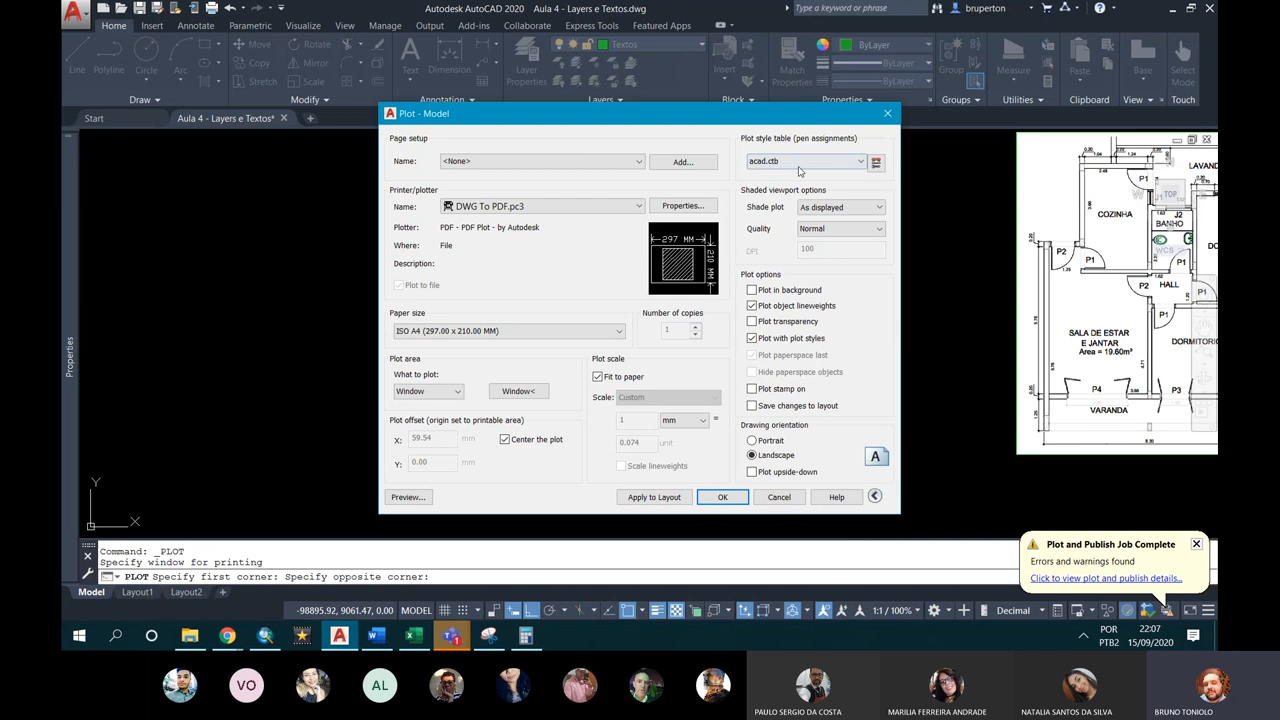 Autodesk AutoCAD 2020 Aula 4 - Layers e Textos.dwg
Type a keyword or phrase
bruperton
Home Insert Annotate Parametric Visualize View Manage Output Add-ins Collaborate Express Tools Featured Apps
Textos
Line Polyline Circle Arc
Move Rotate
Copy Mirror
Stretch Scale
Text Dimension
Layer Properties
Insert
Match Properties
ByLayer
ByLayer
ByLayer
Group
Measure
Paste
Base
Select Mode
Draw Modify Annotation Layers Block Properties Groups Utilities Clipboard View Touch
Start Aula 4 - Layers e Textos*
Plot - Model
Page setup
Name: <None> Add...
Printer/plotter
Name: DWG To PDF.pc3 Properties...
Plotter: PDF - PDF Plot - by Autodesk
Where: File
Description:
Plot to file
297 MM
210 MM
Paper size
ISO A4 (297.00 x 210.00 MM)
Number of copies
1
Plot area
What to plot:
Window Window<
Plot offset (origin set to printable area)
X: 59.54 mm
Center the plot
Y: 0.00 mm
Plot scale
Fit to paper
Scale: Custom
1 mm =
0.074 unit
Scale lineweights
Plot style table (pen assignments)
acad.ctb
Shaded viewport options
Shade plot As displayed
Quality Normal
DPI 100
Plot options
Plot in background
Plot object lineweights
Plot transparency
Plot with plot styles
Plot paperspace last
Hide paperspace objects
Plot stamp on
Save changes to layout
Drawing orientation
Portrait
Landscape
Plot upside-down
A
Preview... Apply to Layout OK Cancel Help
Properties
Y
X
LAVAN
P1
TOP
COZINHA
J2
BANHO
WCB
P2
P1
P1
P2
HALL
P1
P1
SALA DE ESTAR
E JANTAR
Area = 19.60m²
DORMITORI
P4
P3
VARANDA
Command: _PLOT
Specify window for printing
PLOT Specify first corner: Specify opposite corner:
Plot and Publish Job Complete
Errors and warnings found
Click to view plot and publish details...
Model Layout1 Layout2
-98895.92, 9061.47, 0.00 MODEL
1:1 / 100%
Decimal
POR
PTB2
22:07
15/09/2020
VO
AL
PAULO SERGIO DA COSTA
MARILIA FERREIRA ANDRADE
NATALIA SANTOS DA SILVA
BRUNO TONIOLO